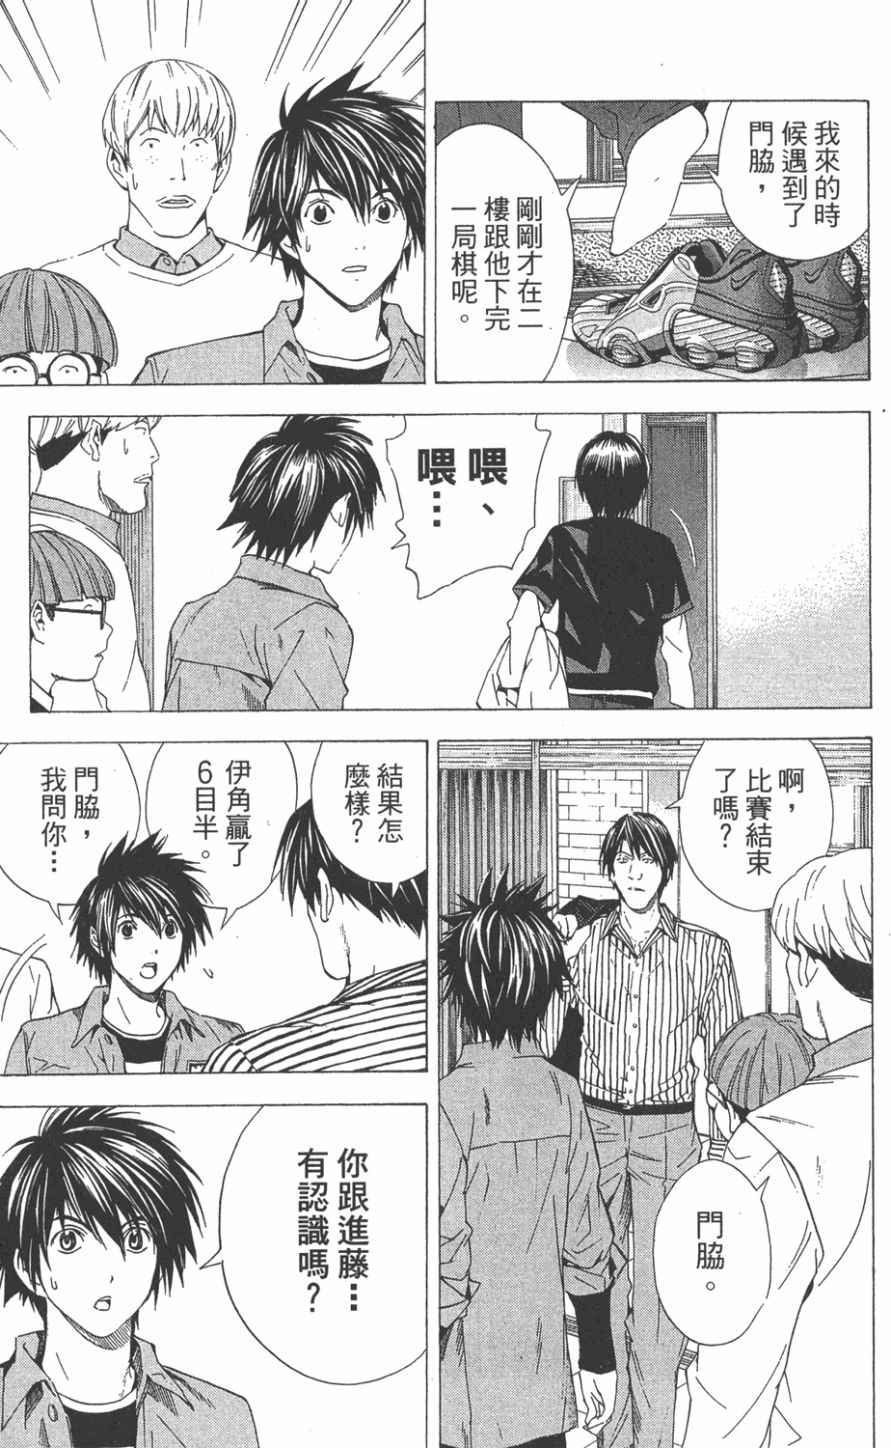 我來的時
候遇到了
門脇，
剛剛才在二
樓跟他下完
一局棋呢。
喂、
喂…
啊，
比賽結束
了嗎？
門脇。
結果怎
麼樣？
伊角贏了
6目半。
門脇，
我問你…
你跟進藤…
有認識嗎？